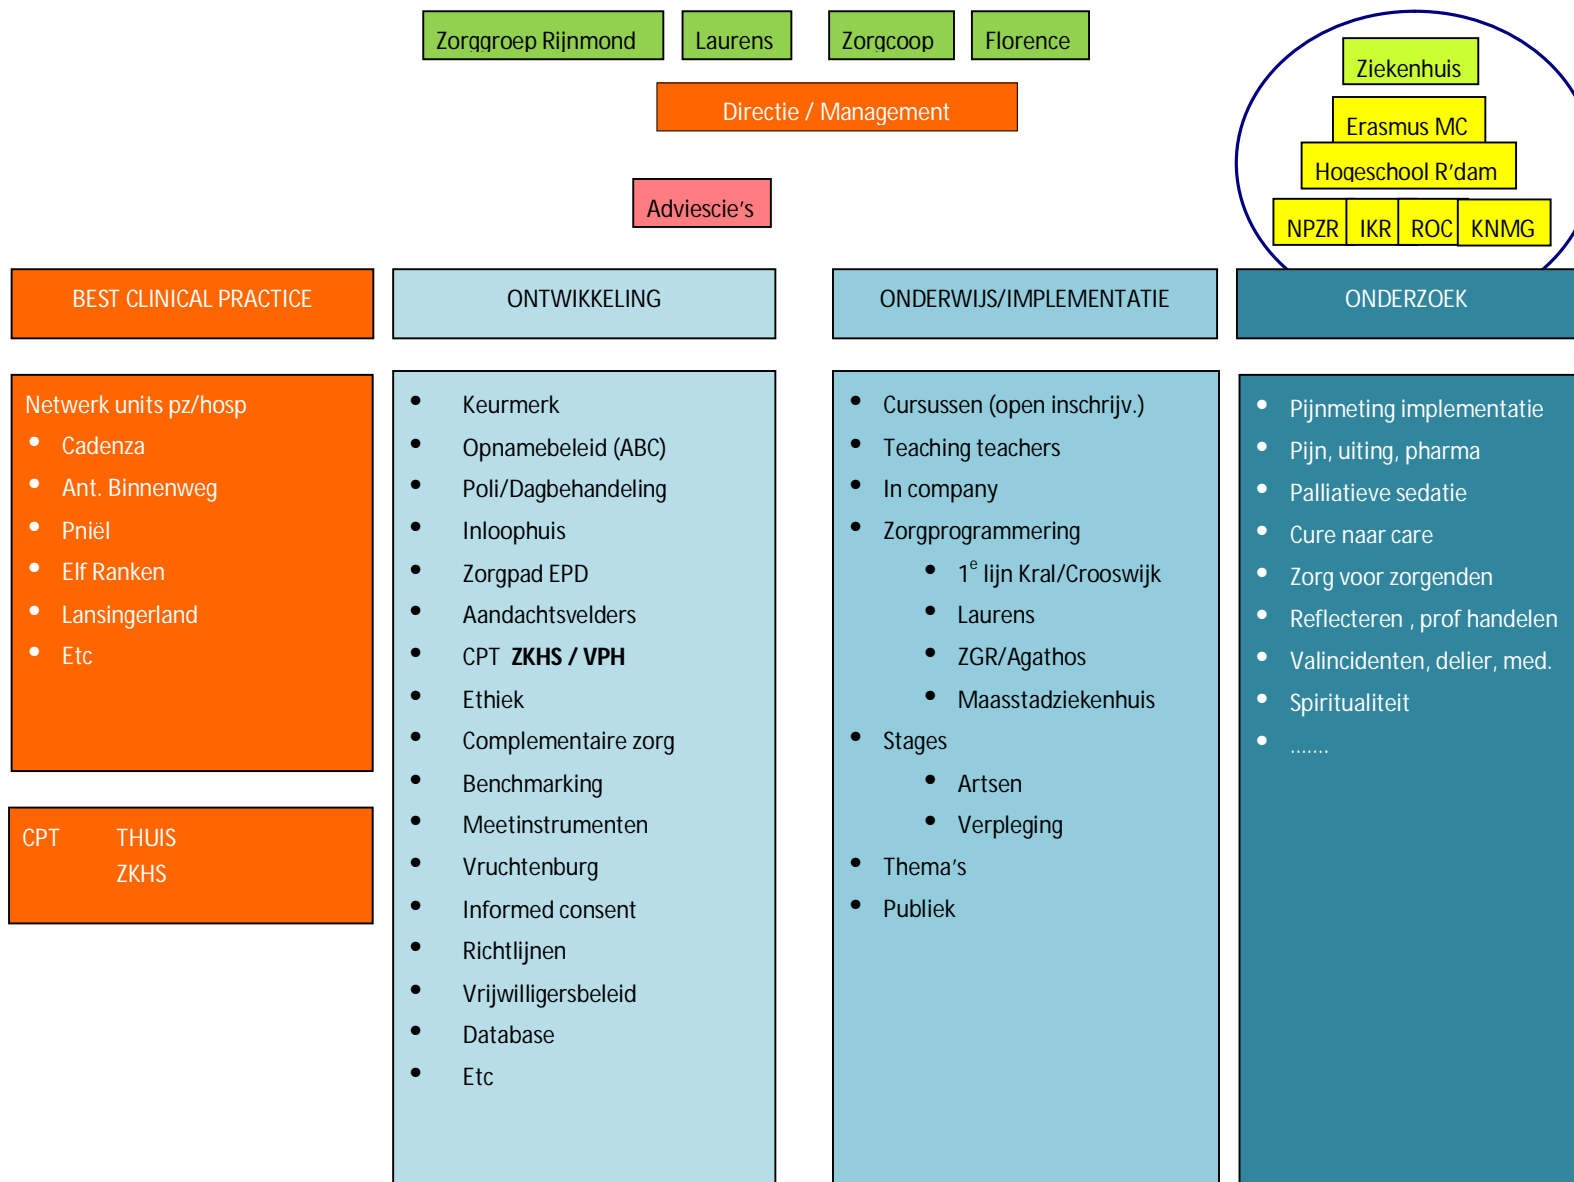 Zorggroep Rijnmond
Laurens
Zorgcoop
Florence
Directie / Management
Adviescie's
Ziekenhuis
Erasmus MC
Hogeschool R'dam
NPZR
IKR
ROC
KNMG
BEST CLINICAL PRACTICE
Netwerk units pz/hosp
• Cadenza
• Ant. Binnenweg
• Pniël
• Elf Ranken
• Lansingerland
• Etc
CPT THUIS
ZKHS
ONTWIKKELING
• Keurmerk
• Opnamebeleid (ABC)
• Poli/Dagbehandeling
• Inloophuis
• Zorgpad EPD
• Aandachtsvelders
• CPT ZKHS / VPH
• Ethiek
• Complementaire zorg
• Benchmarking
• Meetinstrumenten
• Vruchtenburg
• Informed consent
• Richtlijnen
• Vrijwilligersbeleid
• Database
• Etc
ONDERWIJS/IMPLEMENTATIE
• Cursussen (open inschrijv.)
• Teaching teachers
• In company
• Zorgprogrammering
• 1e lijn Kral/Crooswijk
• Laurens
• ZGR/Agathos
• Maasstadziekenhuis
• Stages
• Artsen
• Verpleging
• Thema's
• Publiek
ONDERZOEK
• Pijnmeting implementatie
• Pijn, uiting, pharma
• Palliatieve sedatie
• Cure naar care
• Zorg voor zorgenden
• Reflecteren , prof handelen
• Valincidenten, delier, med.
• Spiritualiteit
• .......